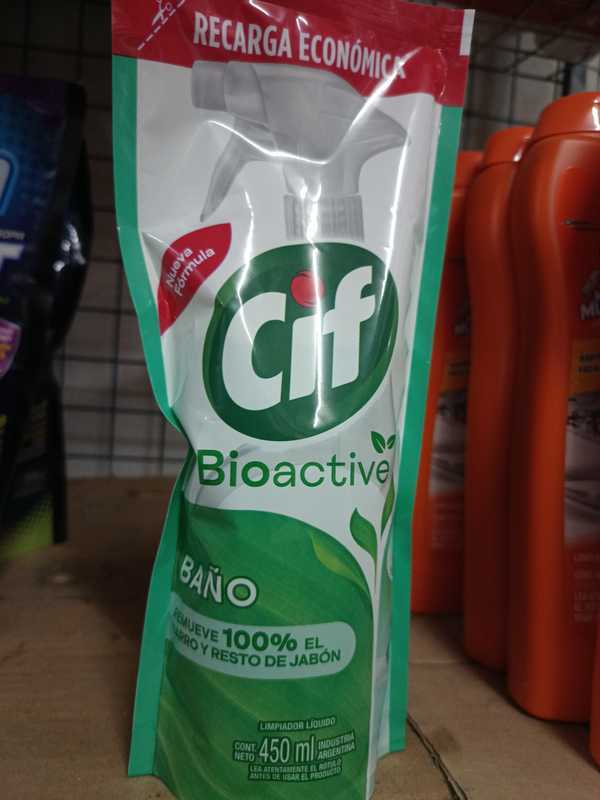 RECARGA ECONÓMICA
Nueva
Fórmula
Cif
Bioactive
BAÑO
REMUEVE 100% EL
SARRO Y RESTO DE JABÓN
LIMPIADOR LÍQUIDO
CONT. NETO 450 ml INDUSTRIA ARGENTINA
LEA ATENTAMENTE EL RÓTULO
ANTES DE USAR EL PRODUCTO